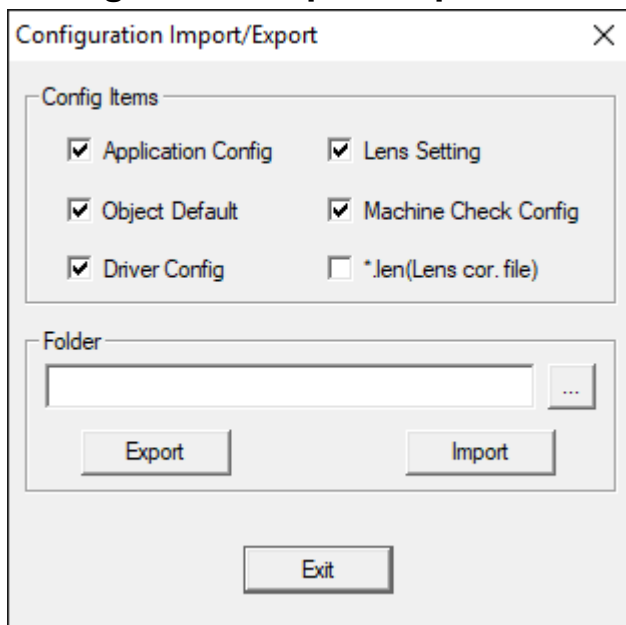 Configuration Import/Export
Config Items
Application Config
Lens Setting
Object Default
Machine Check Config
Driver Config
*.len(Lens cor. file)
Folder
...
Export
Import
Exit